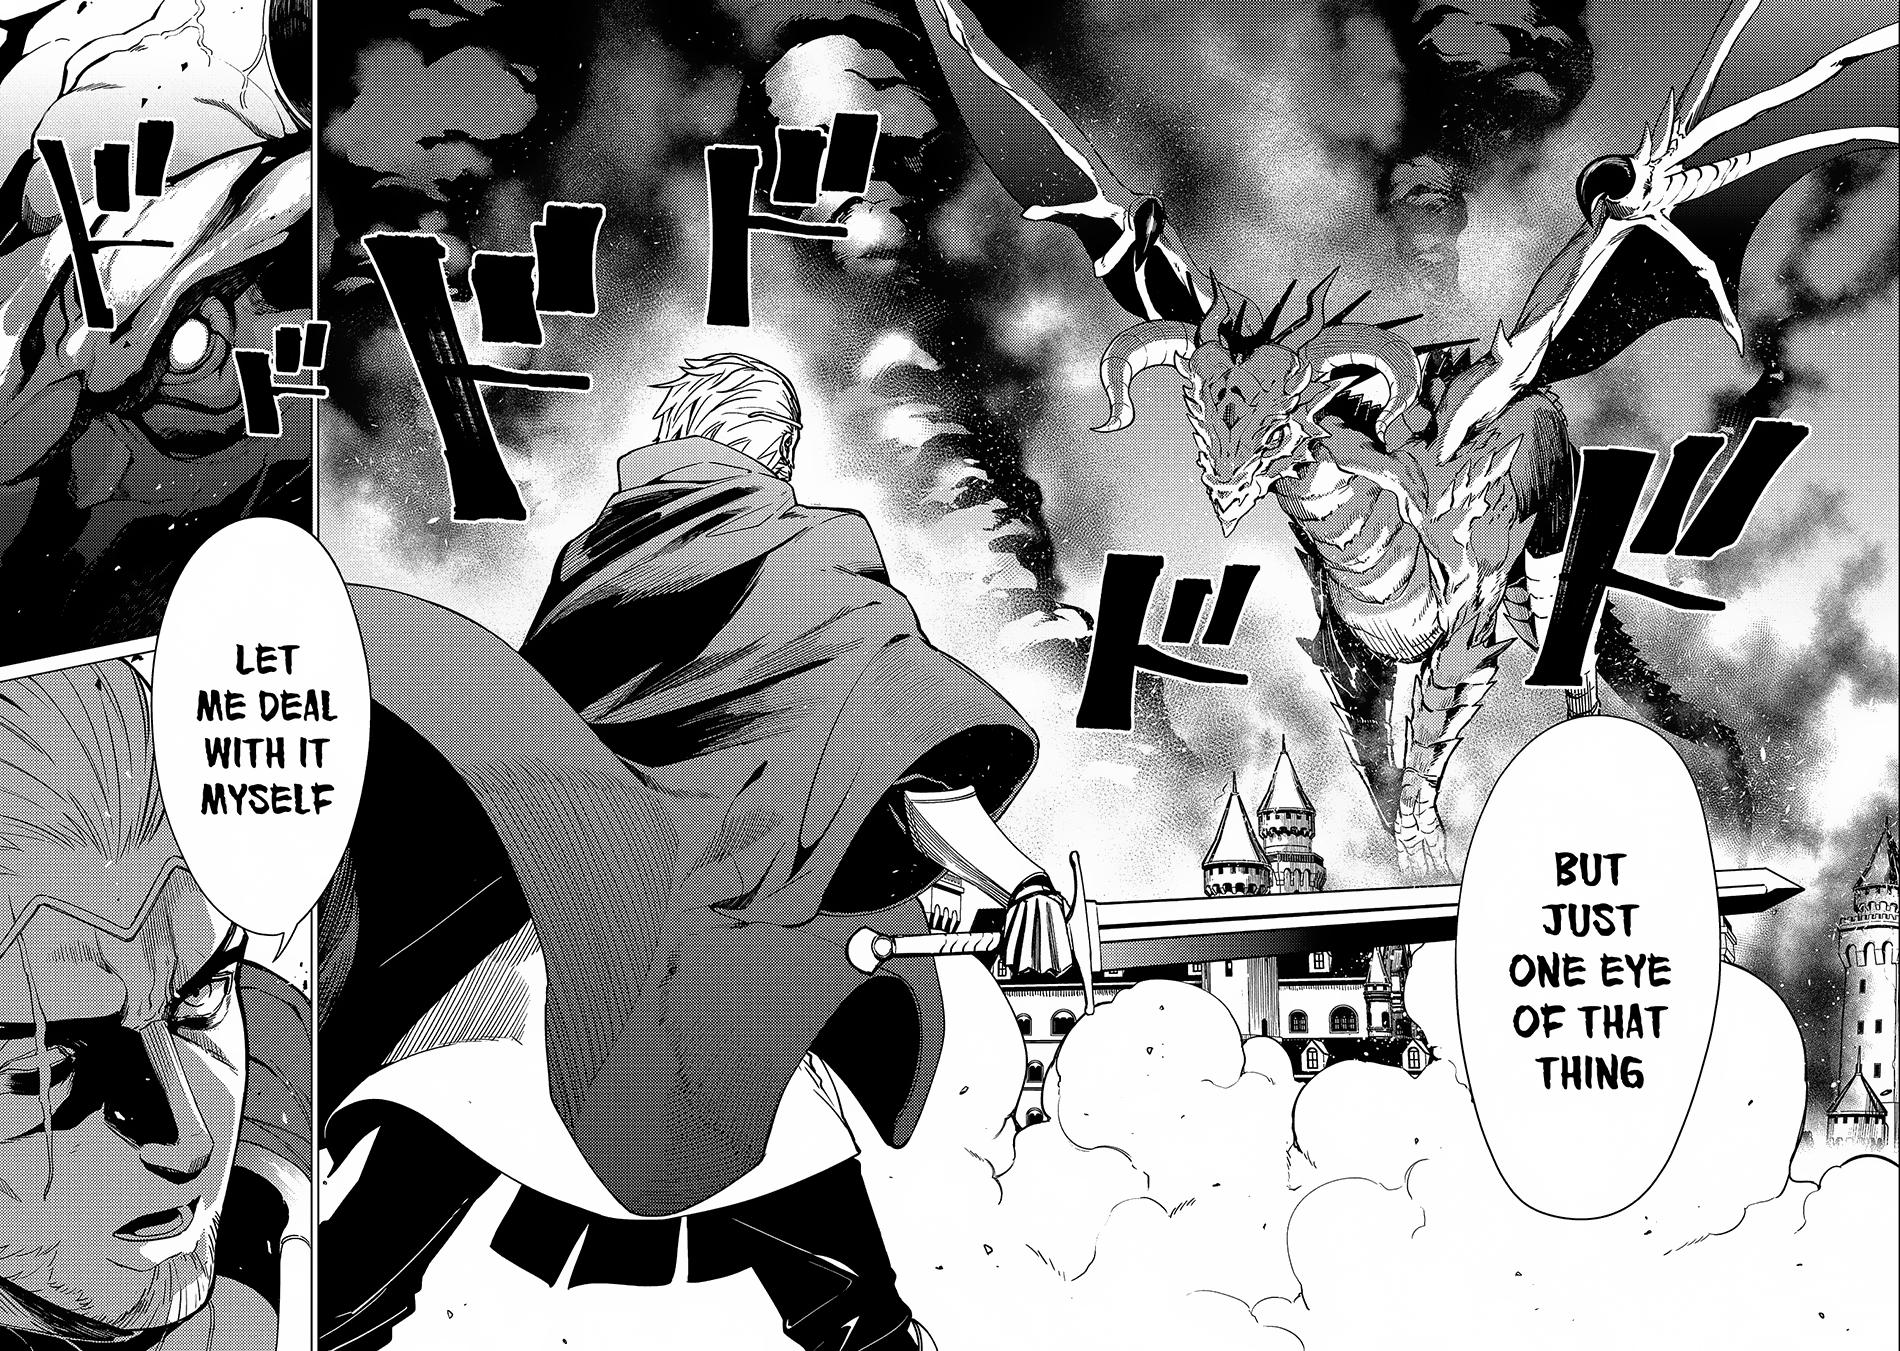 BUT
JUST
ONE EYE
OF THAT
THING
ド
ド
ド
ド
ド
ド
ド
LET
ME DEAL
WITH IT
MYSELF